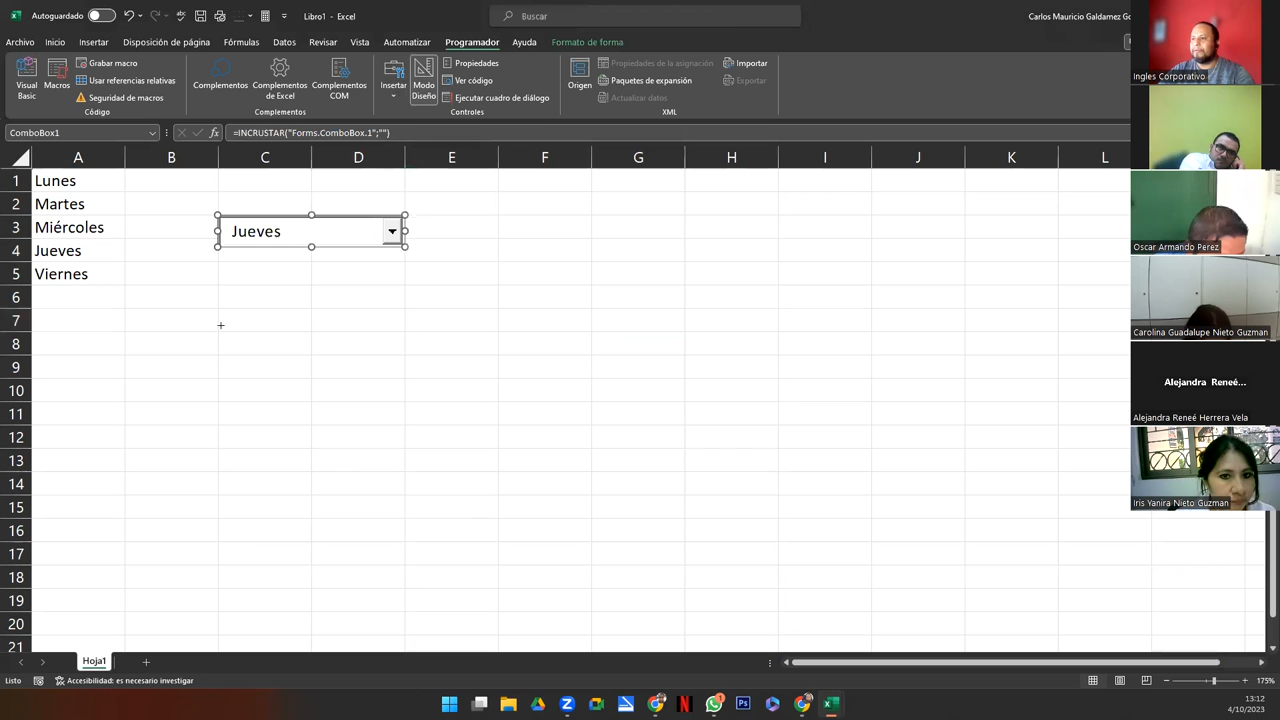 Autoguardado
Libro1 - Excel
Buscar
Carlos Mauricio Galdamez Go
Archivo
Inicio
Insertar
Disposición de página
Fórmulas
Datos
Revisar
Vista
Automatizar
Programador
Ayuda
Formato de forma
Visual Basic
Macros
Grabar macro
Usar referencias relativas
Seguridad de macros
Código
Complementos
Complementos de Excel
Complementos COM
Complementos
Insertar
Modo Diseño
Propiedades
Ver código
Ejecutar cuadro de diálogo
Controles
Origen
Propiedades de la asignación
Paquetes de expansión
Actualizar datos
Importar
Exportar
XML
ComboBox1
fx
=INCRUSTAR("Forms.ComboBox.1";"")
A B C D E F G H I J K L
1 Lunes
2 Martes
3 Miércoles
4 Jueves
5 Viernes
Jueves
6
7
8
9
10
11
12
13
14
15
16
17
18
19
20
21
Hoja1
Listo
Accesibilidad: es necesario investigar
175%
13:12
4/10/2023
Ingles Corporativo
Oscar Armando Perez
Carolina Guadalupe Nieto Guzman
Alejandra Reneé...
Alejandra Reneé Herrera Vela
Iris Yanira Nieto Guzman